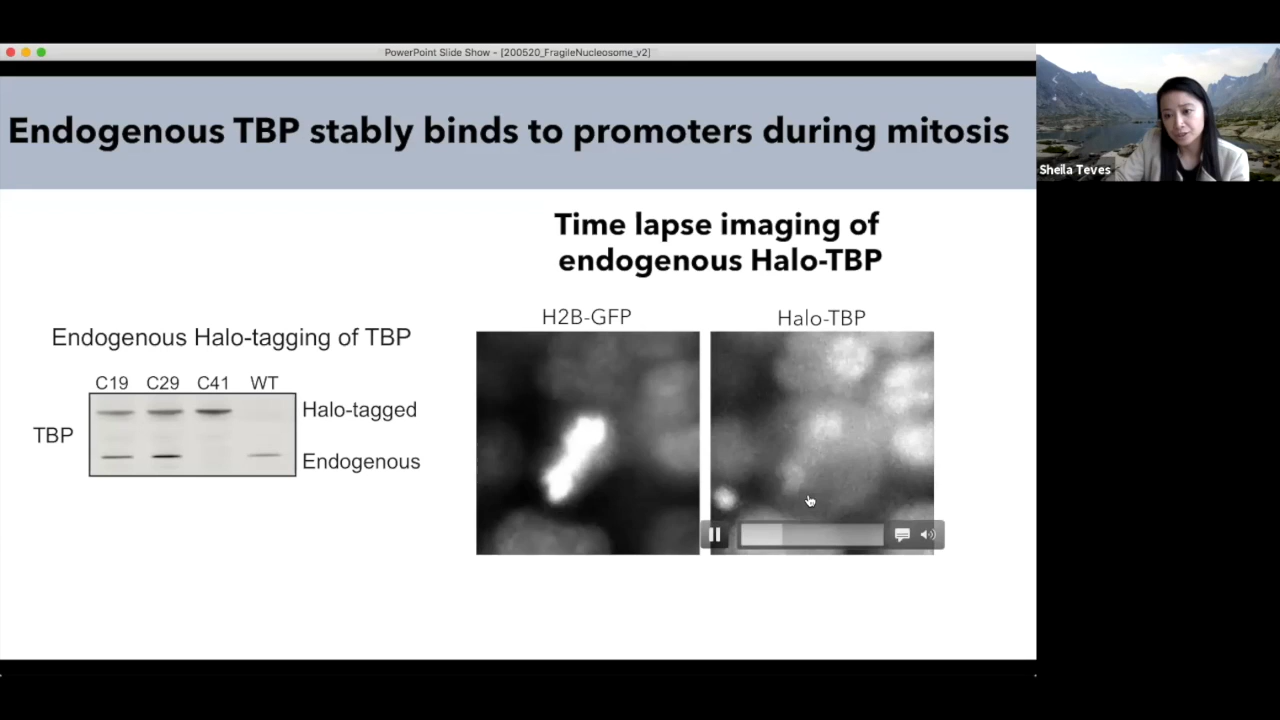 PowerPoint Slide Show - [200520_FragileNucleosome_v2]
Endogenous TBP stably binds to promoters during mitosis
Sheila Teves
Time lapse imaging of
endogenous Halo-TBP
H2B-GFP
Halo-TBP
Endogenous Halo-tagging of TBP
C19 C29 C41 WT
Halo-tagged
TBP
Endogenous